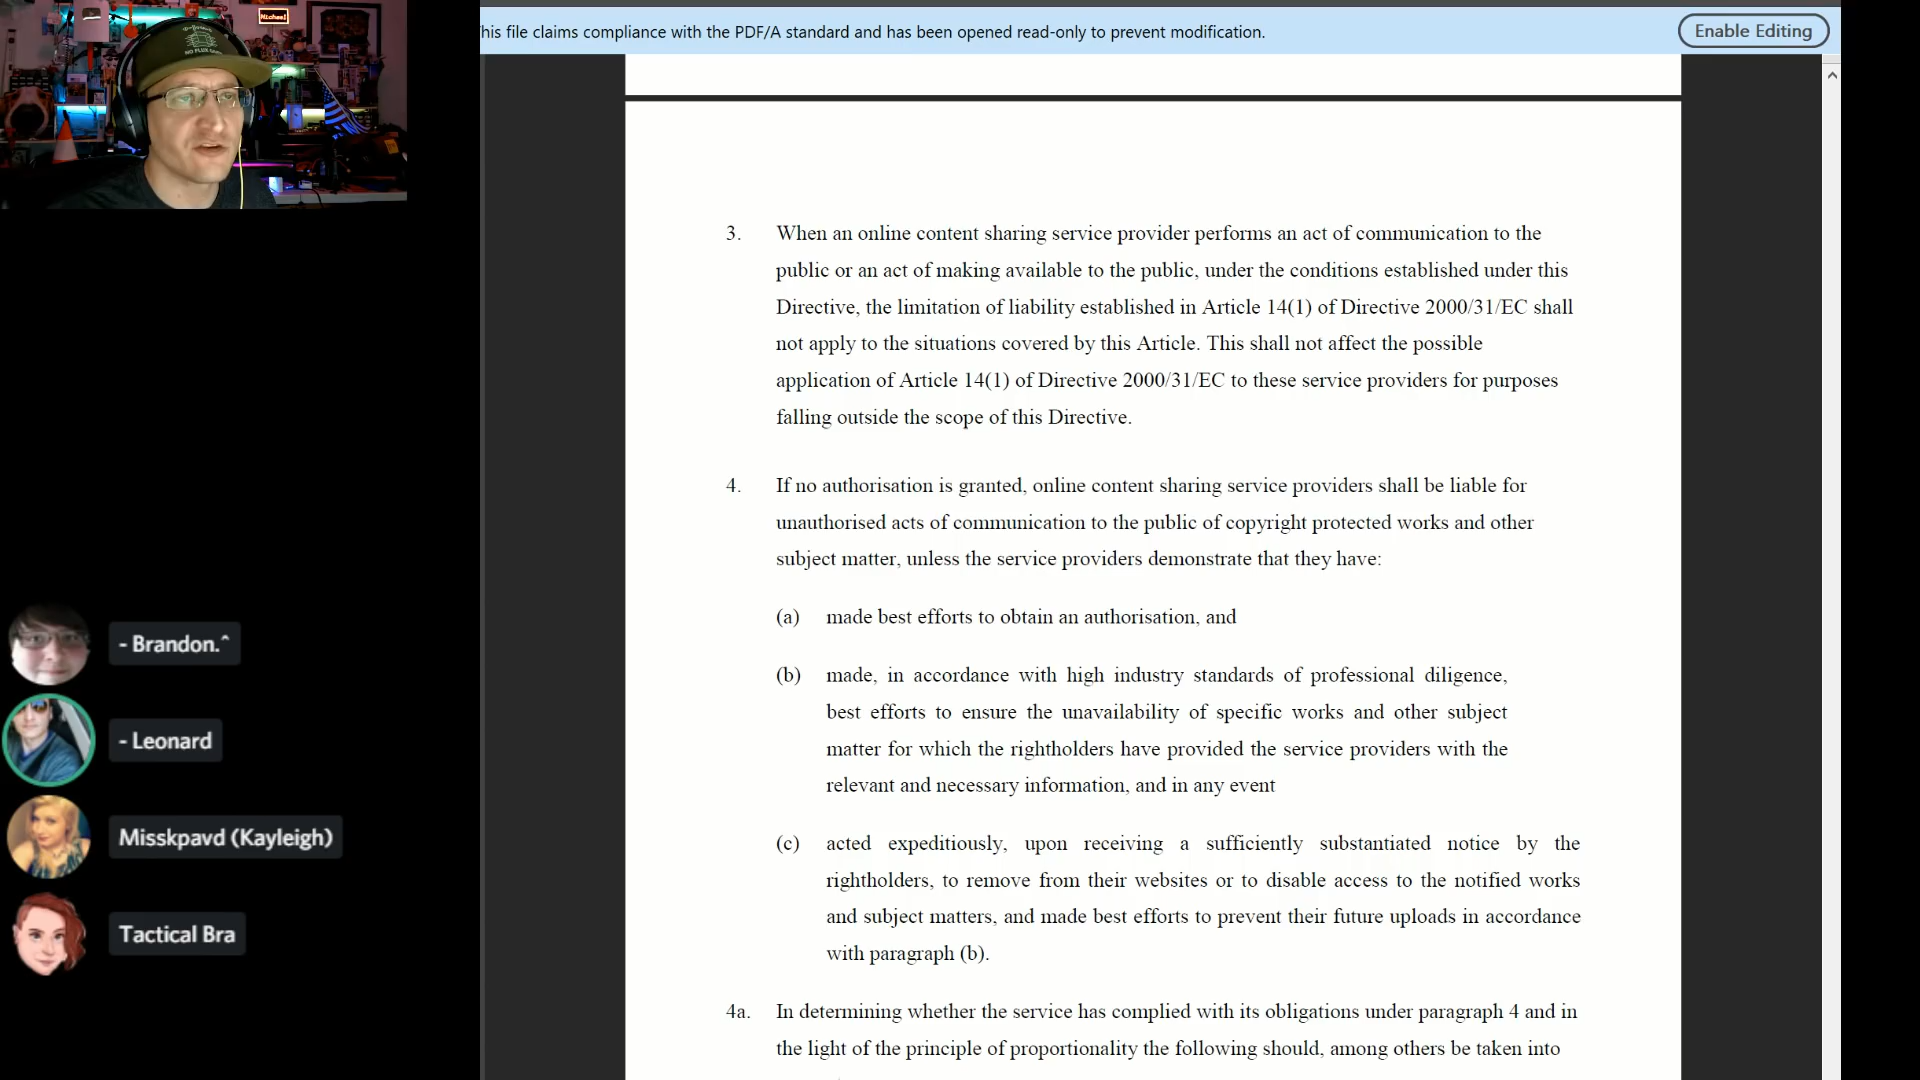 his file claims compliance with the PDF/A standard and has been opened read-only to prevent modification.
Enable Editing
3. When an online content sharing service provider performs an act of communication to the
public or an act of making available to the public, under the conditions established under this
Directive, the limitation of liability established in Article 14(1) of Directive 2000/31/EC shall
not apply to the situations covered by this Article. This shall not affect the possible
application of Article 14(1) of Directive 2000/31/EC to these service providers for purposes
falling outside the scope of this Directive.
4. If no authorisation is granted, online content sharing service providers shall be liable for
unauthorised acts of communication to the public of copyright protected works and other
subject matter, unless the service providers demonstrate that they have:
(a) made best efforts to obtain an authorisation, and
(b) made, in accordance with high industry standards of professional diligence,
best efforts to ensure the unavailability of specific works and other subject
matter for which the rightholders have provided the service providers with the
relevant and necessary information, and in any event
(c) acted expeditiously, upon receiving a sufficiently substantiated notice by the
rightholders, to remove from their websites or to disable access to the notified works
and subject matters, and made best efforts to prevent their future uploads in accordance
with paragraph (b).
4a. In determining whether the service has complied with its obligations under paragraph 4 and in
the light of the principle of proportionality the following should, among others be taken into
- Brandon.^
- Leonard
Misskpavd (Kayleigh)
Tactical Bra